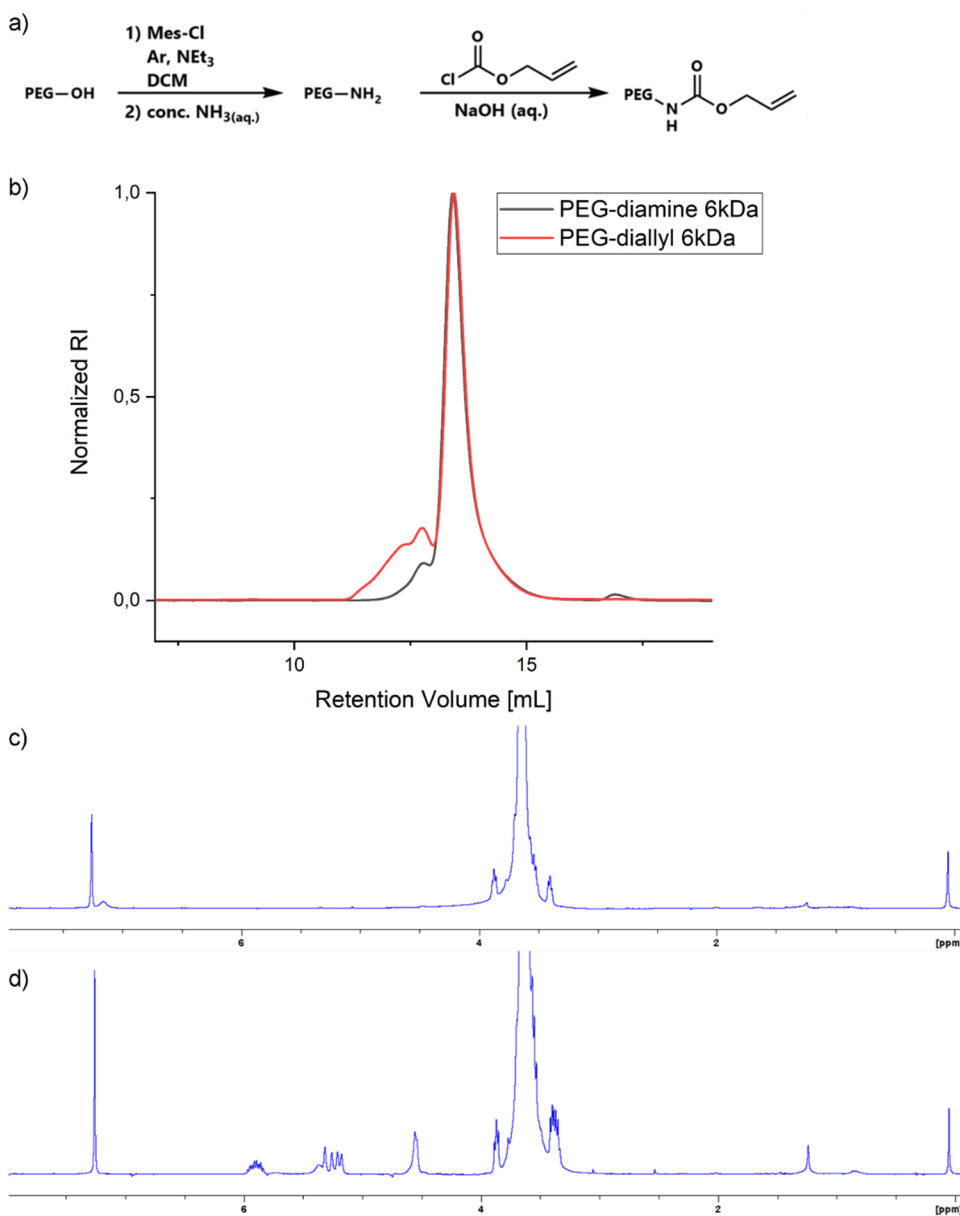 a)
1) Mes-Cl
Ar, NEt3
DCM
2) conc. NH3(aq.)
PEG—OH
PEG—NH2
O
Cl
O
NaOH (aq.)
PEG
N
H
O
O
b)
1,0
0,5
0,0
10
15
Normalized RI
Retention Volume [mL]
PEG-diamine 6kDa
PEG-diallyl 6kDa
c)
6
4
2
[ppm]
d)
6
4
2
[ppm]